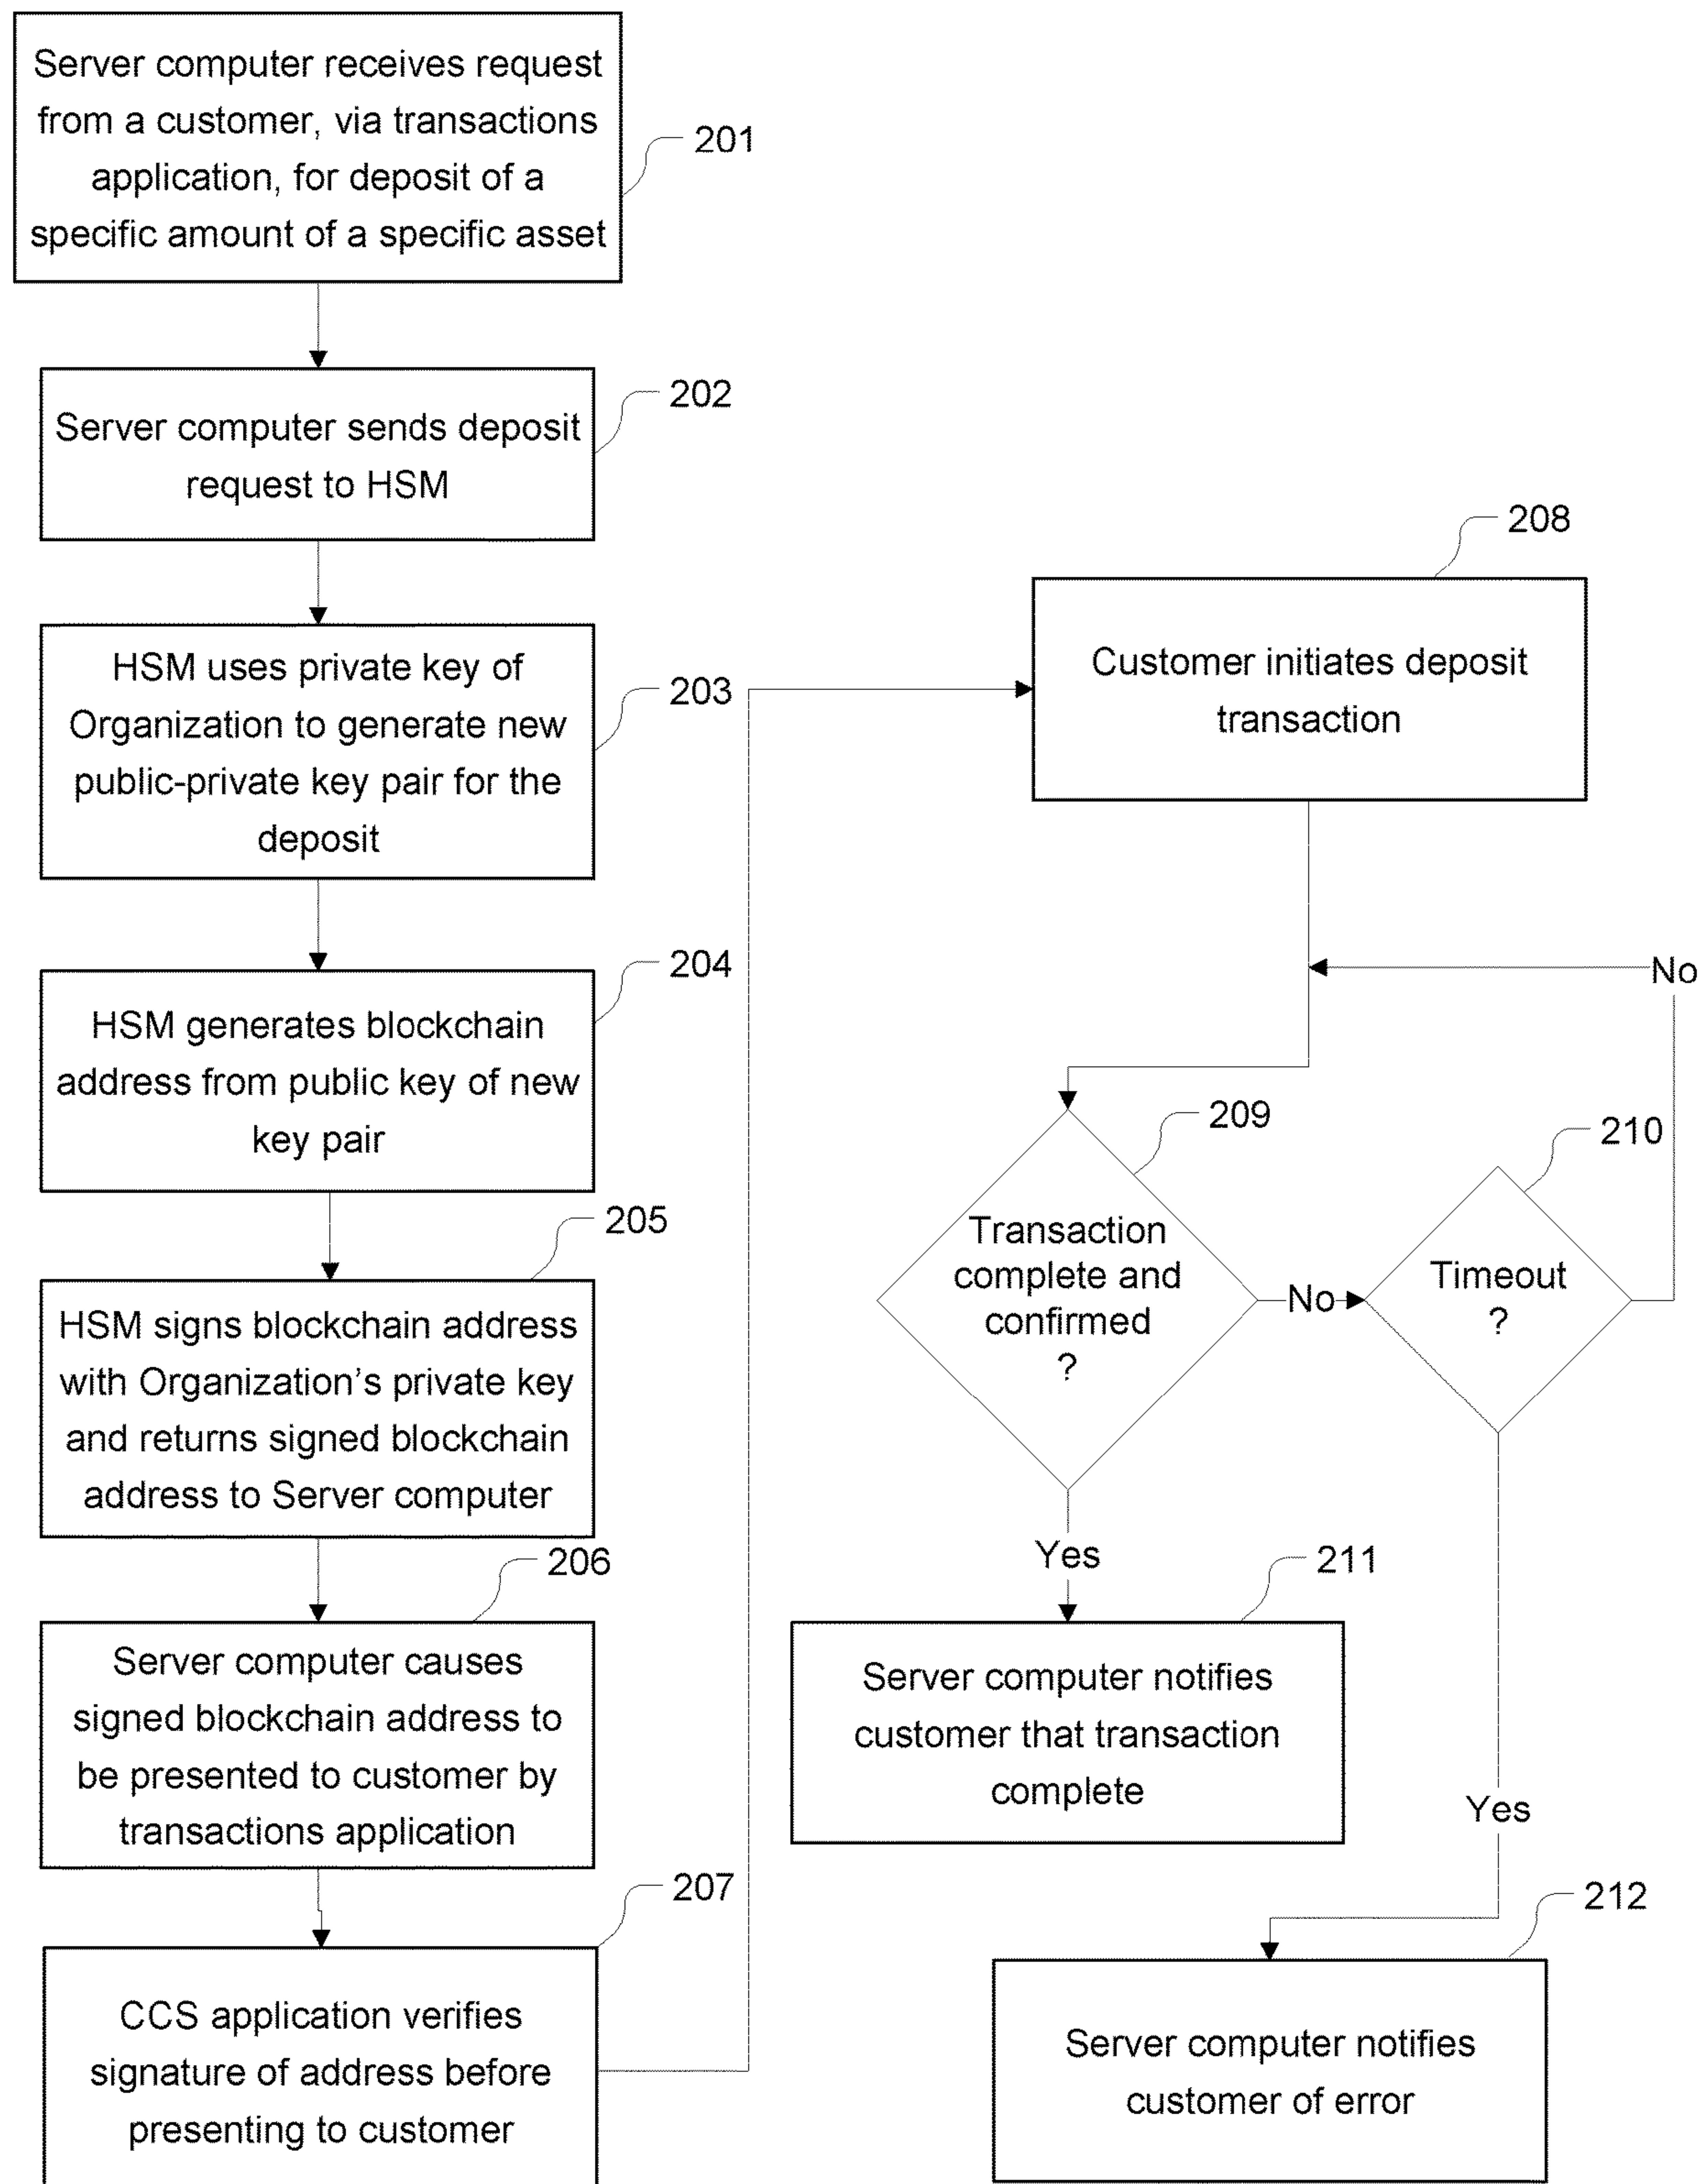 Server computer receives request
from a customer, via transactions
application, for deposit of a
specific amount of a specific asset
201
Server computer sends deposit
request to HSM
202
HSM uses private key of
Organization to generate new
public-private key pair for the
deposit
203
HSM generates blockchain
address from public key of new
key pair
204
HSM signs blockchain address
with Organization's private key
and returns signed blockchain
address to Server computer
205
Server computer causes
signed blockchain address to
be presented to customer by
transactions application
206
CCS application verifies
signature of address before
presenting to customer
207
Customer initiates deposit
transaction
208
Transaction
complete and
confirmed
?
209
No
Timeout
?
210
No
Yes
Server computer notifies
customer that transaction
complete
211
Yes
Server computer notifies
customer of error
212